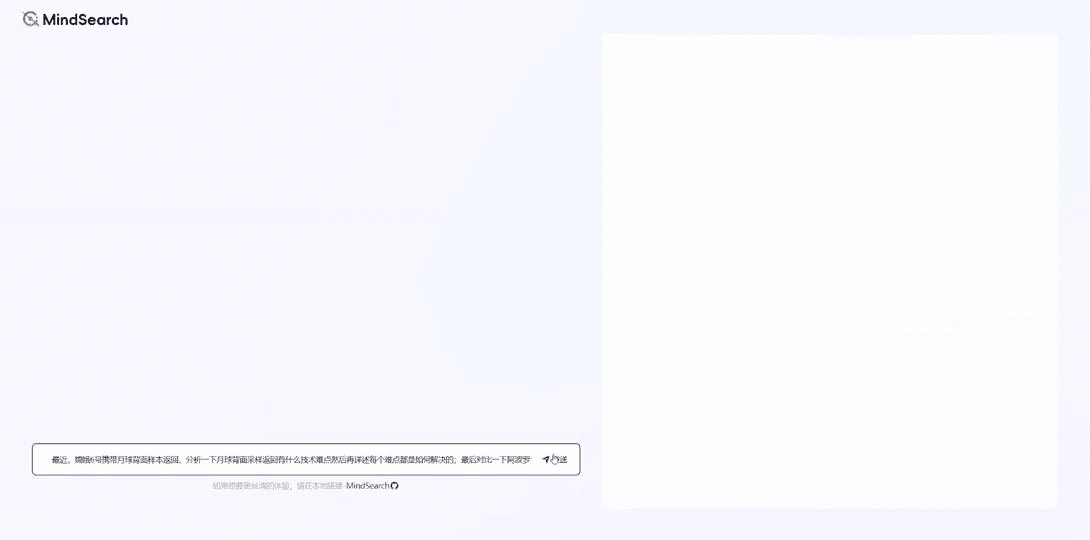 MindSearch
最近，嫦娥6号携带月球背面样本返回，分析一下月球背面采样返回有什么技术难点然后再详述每个难点都是如何解决的；最后对比一下阿波罗 发送
如果想要更丝滑的体验，请在本地搭建-MindSearch